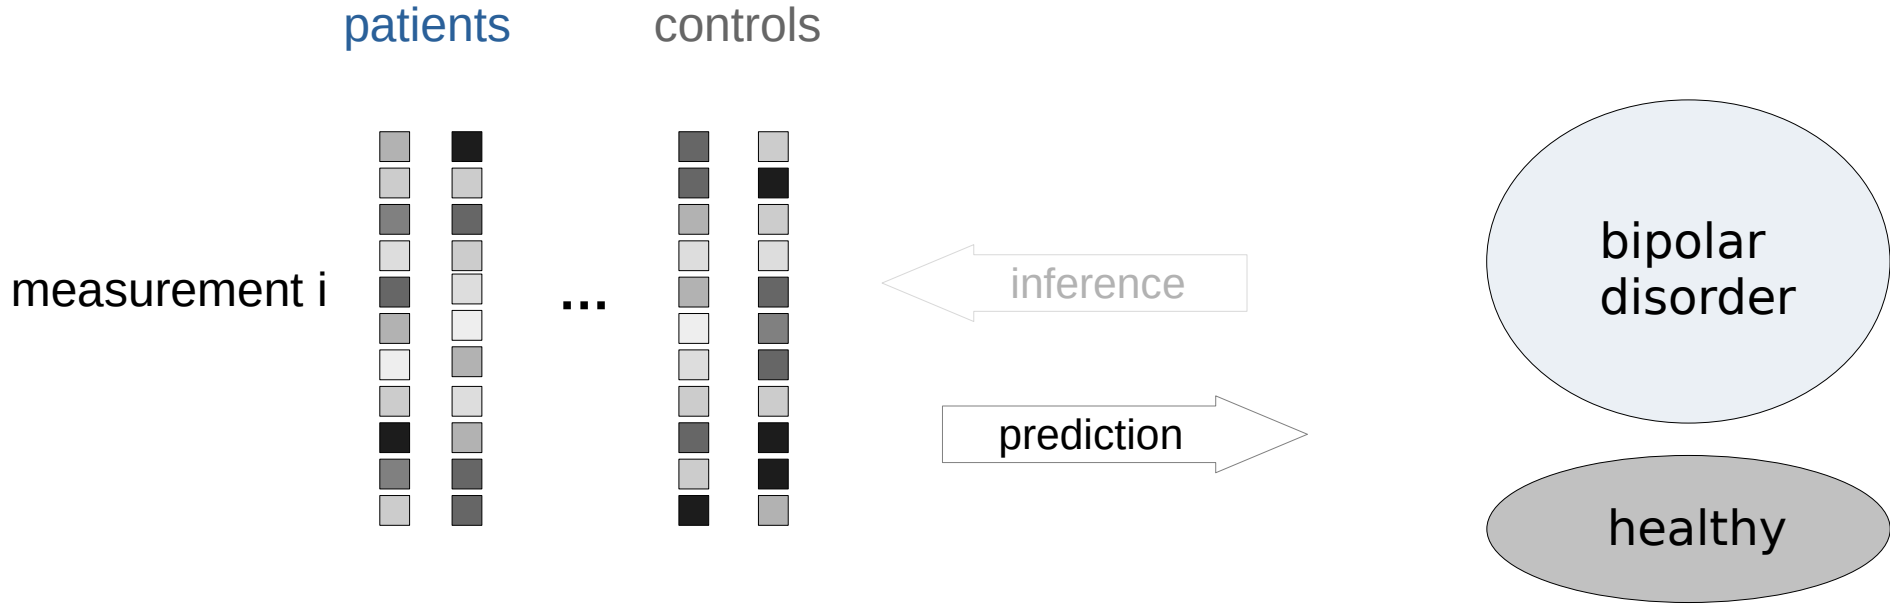 patients controls
measurement i
...
inference
prediction
bipolar
disorder
healthy